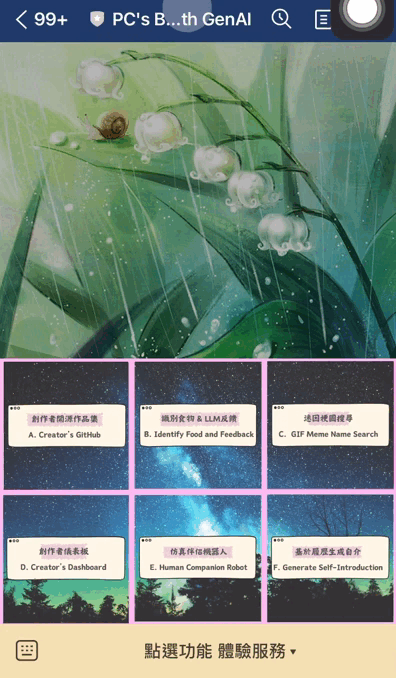 99+
PC's B...th GenAI
創作者開源作品集
A. Creator's GitHub
識別食物 & LLM反饋
B. Identify Food and Feedback
迷因梗圖搜尋
C. GIF Meme Name Search
創作者儀表板
D. Creator's Dashboard
仿真伴侶機器人
E. Human Companion Robot
基於履歷生成自介
F. Generate Self-Introduction
點選功能 體驗服務